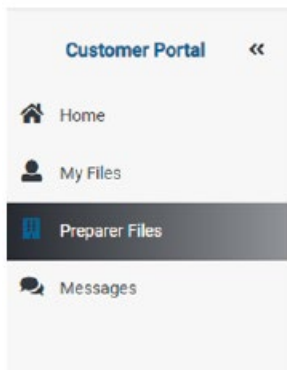 Customer Portal «
Home
My Files
Preparer Files
Messages